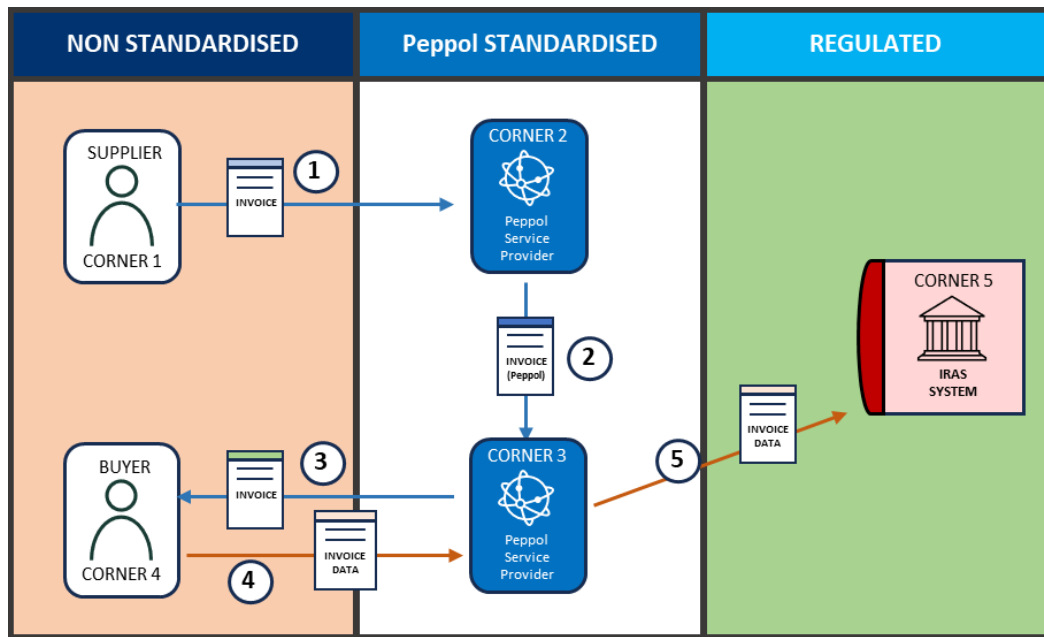 NON STANDARDISED
Peppol STANDARDISED
REGULATED
SUPPLIER
CORNER 1
INVOICE
1
CORNER 2
Peppol
Service
Provider
INVOICE
(Peppol)
2
CORNER 5
IRAS
SYSTEM
INVOICE
DATA
5
BUYER
CORNER 4
INVOICE
3
INVOICE
DATA
4
CORNER 3
Peppol
Service
Provider